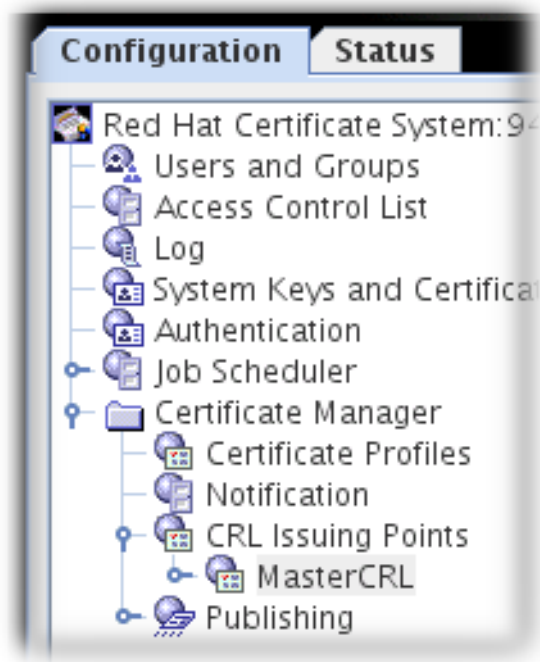 Configuration
Status
Red Hat Certificate System:94
Users and Groups
Access Control List
Log
System Keys and Certificat
Authentication
Job Scheduler
Certificate Manager
Certificate Profiles
Notification
CRL Issuing Points
MasterCRL
Publishing